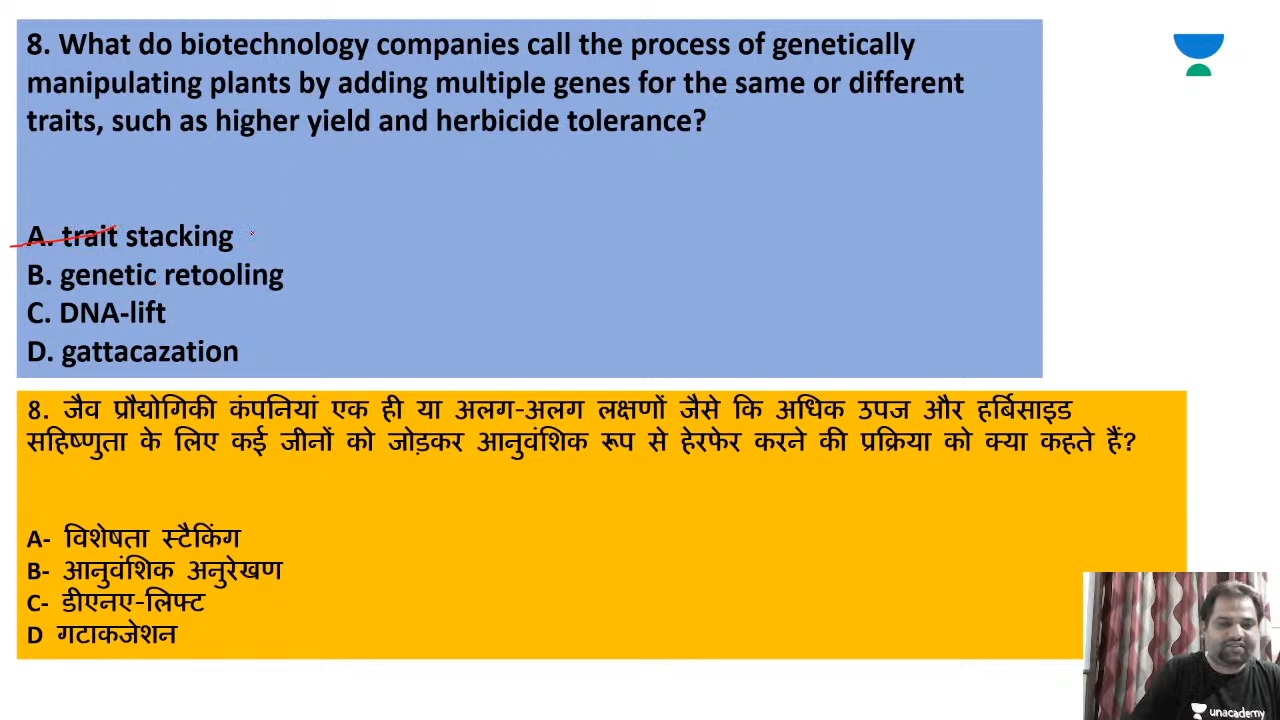 8. What do biotechnology companies call the process of genetically
manipulating plants by adding multiple genes for the same or different
traits, such as higher yield and herbicide tolerance?
A. trait stacking
B. genetic retooling
C. DNA-lift
D. gattacazation
8. जैव प्रौद्योगिकी कंपनियां एक ही या अलग-अलग लक्षणों जैसे कि अधिक उपज और हर्बिसाइड
सहिष्णुता के लिए कई जीनों को जोड़कर आनुवंशिक रूप से हेरफेर करने की प्रक्रिया को क्या कहते हैं?
A- विशेषता स्टैकिंग
B- आनुवंशिक अनुरेखण
C- डीएनए-लिफ्ट
D गटाकजेशन
unacademy